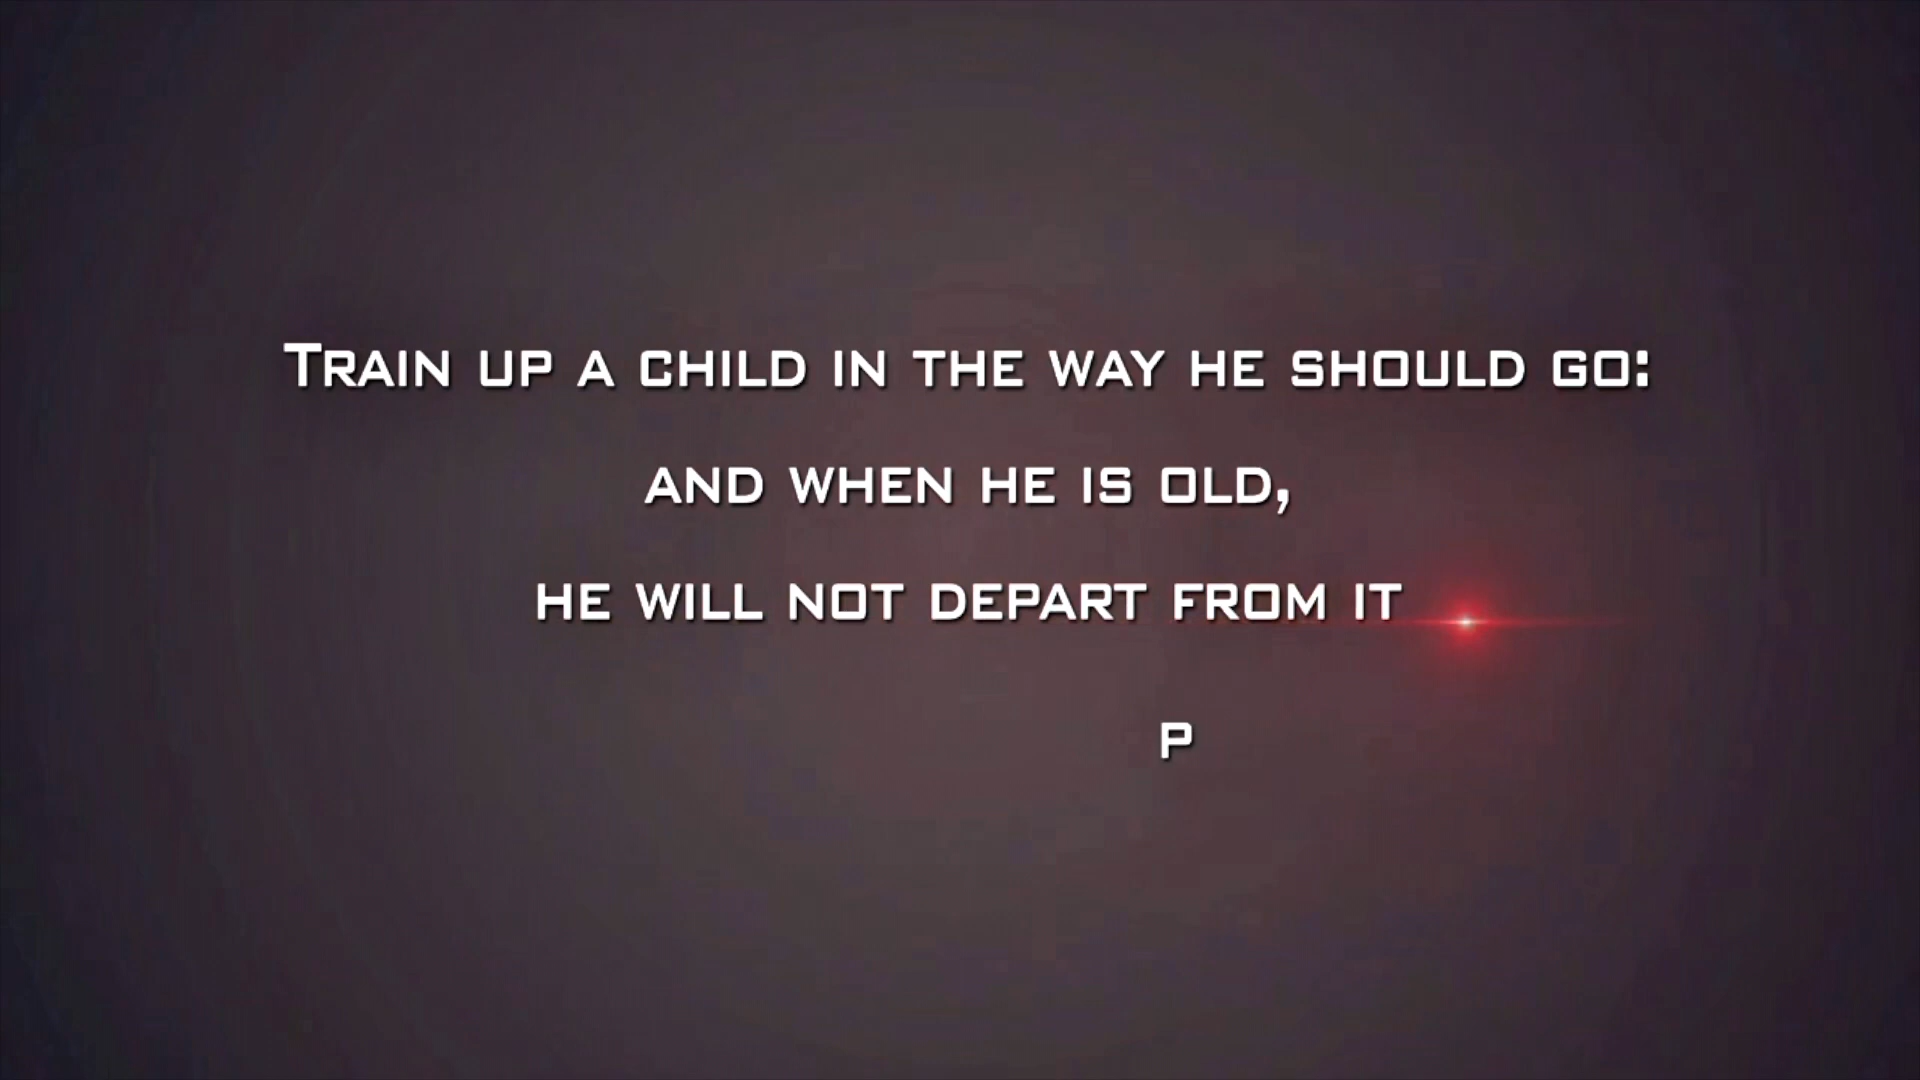 Train up a child in the way he should go:
and when he is old,
he will not depart from it
P